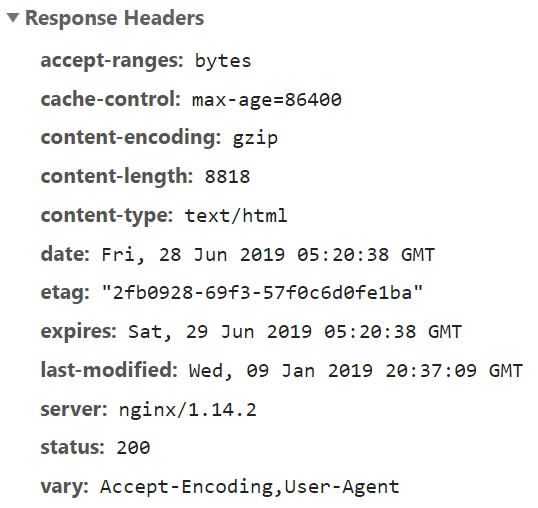 Response Headers
accept-ranges: bytes
cache-control: max-age=86400
content-encoding: gzip
content-length: 8818
content-type: text/html
date: Fri, 28 Jun 2019 05:20:38 GMT
etag: "2fb0928-69f3-57f0c6d0fe1ba"
expires: Sat, 29 Jun 2019 05:20:38 GMT
last-modified: Wed, 09 Jan 2019 20:37:09 GMT
server: nginx/1.14.2
status: 200
vary: Accept-Encoding,User-Agent